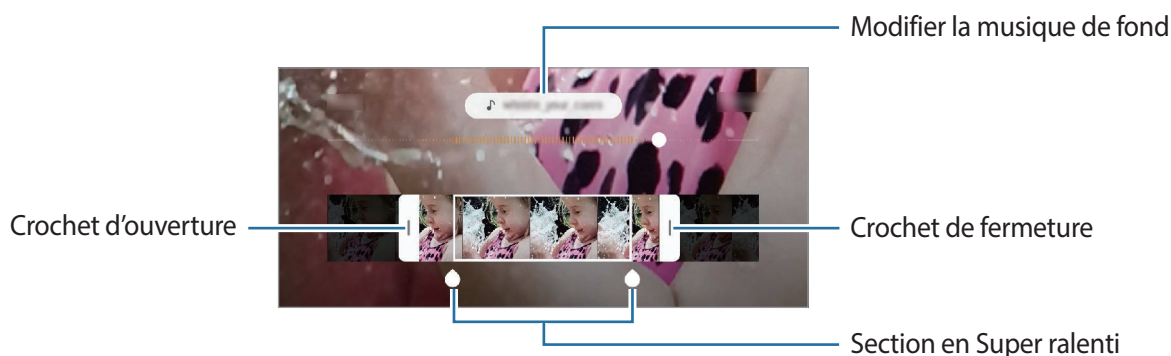 Modifier la musique de fond
Crochet d'ouverture
Crochet de fermeture
Section en Super ralenti